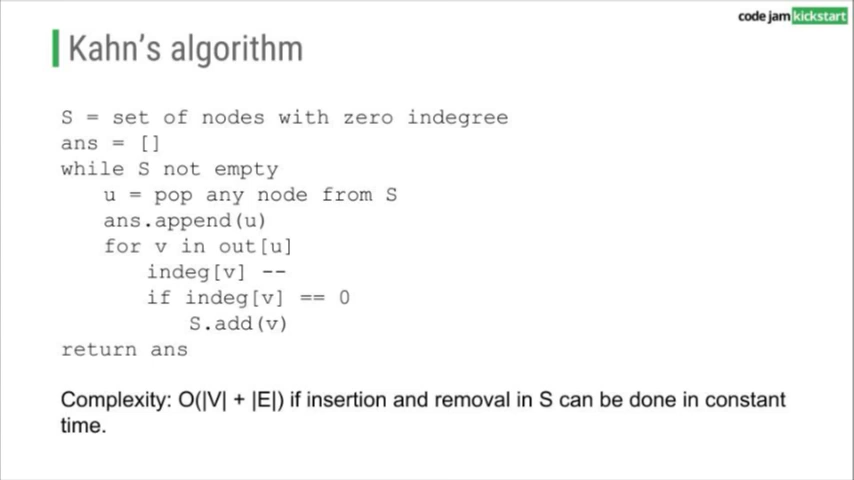 code jam kickstart
Kahn's algorithm
S = set of nodes with zero indegree
ans = []
while S not empty
u = pop any node from S
ans.append(u)
for v in out[u]
indeg[v] --
if indeg[v] == 0
S.add(v)
return ans
Complexity: O(|V| + |E|) if insertion and removal in S can be done in constant
time.